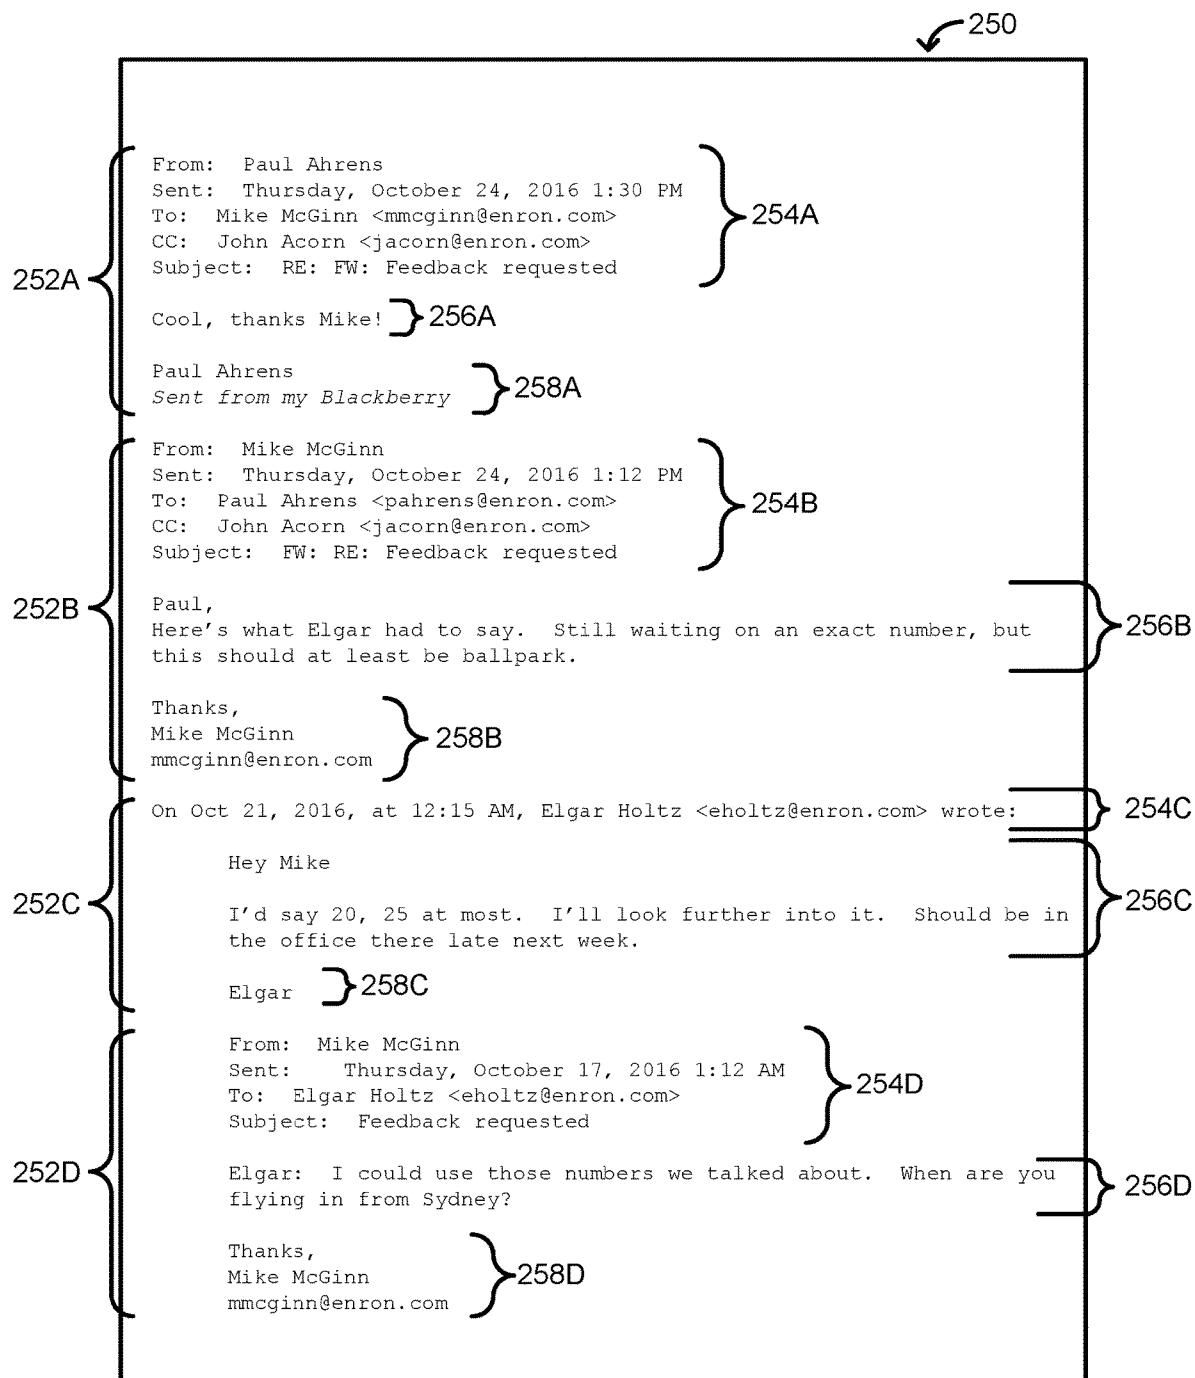 250
From: Paul Ahrens
Sent: Thursday, October 24, 2016 1:30 PM
To: Mike McGinn <mmcginn@enron.com>
254A
CC: John Acorn <jacorn@enron.com>
Subject: RE: FW: Feedback requested
252A
Cool, thanks Mike!
256A
Paul Ahrens
258A
Sent from my Blackberry
From: Mike McGinn
Sent: Thursday, October 24, 2016 1:12 PM
To: Paul Ahrens <pahrens@enron.com>
254B
CC: John Acorn <jacorn@enron.com>
Subject: FW: RE: Feedback requested
252B
Paul,
Here's what Elgar had to say. Still waiting on an exact number, but
256B
this should at least be ballpark.
Thanks,
Mike McGinn
258B
mmcginn@enron.com
On Oct 21, 2016, at 12:15 AM, Elgar Holtz <eholtz@enron.com> wrote:
254C
Hey Mike
252C
256C
I'd say 20, 25 at most. I'll look further into it. Should be in
the office there late next week.
Elgar
258C
From: Mike McGinn
Sent: Thursday, October 17, 2016 1:12 AM
254D
To: Elgar Holtz <eholtz@enron.com>
Subject: Feedback requested
252D
Elgar: I could use those numbers we talked about. When are you
256D
flying in from Sydney?
Thanks,
Mike McGinn
258D
mmcginn@enron.com